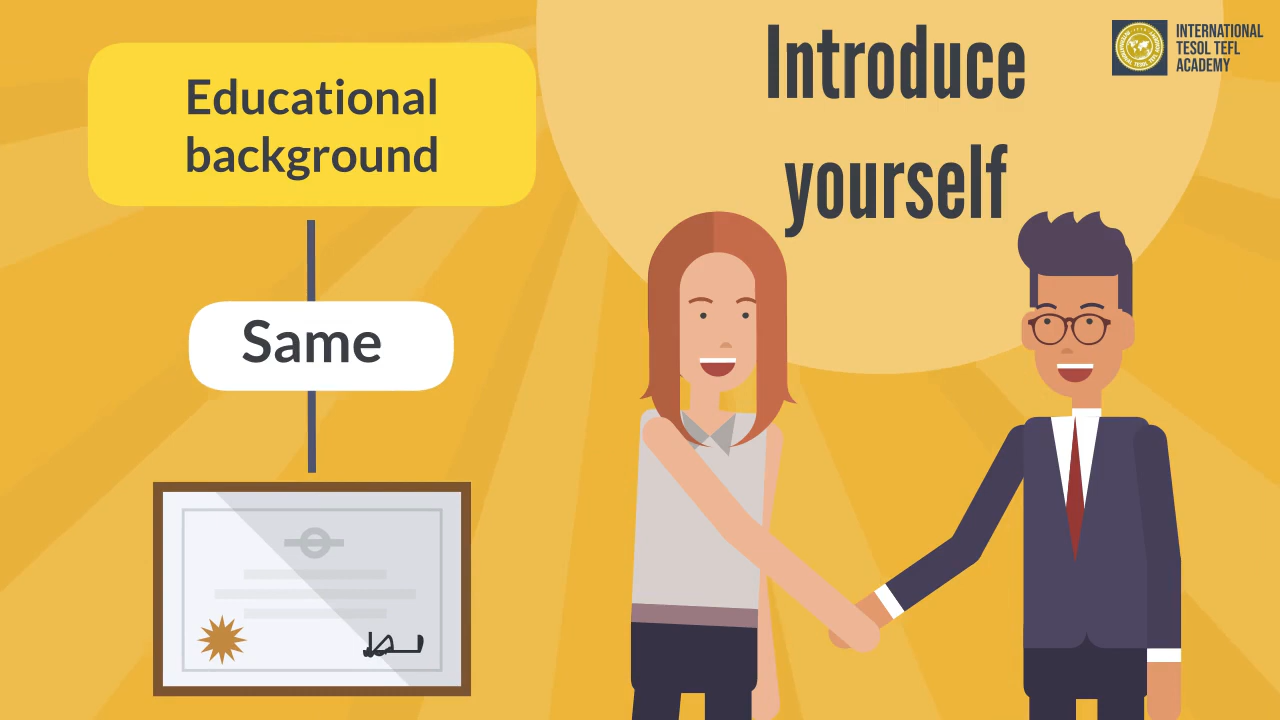 Educational
background
Same
Introduce
yourself
INTERNATIONAL
TESOL TEFL
ACADEMY